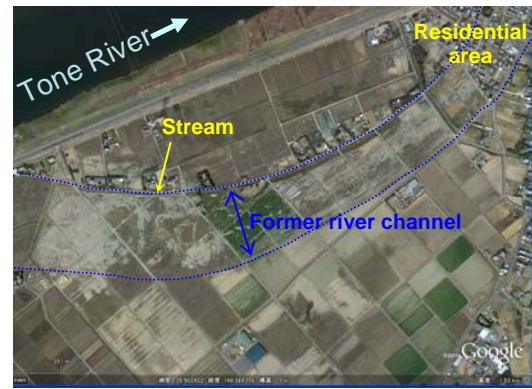 Tone River
Residential
area
Stream
Former river channel
Google